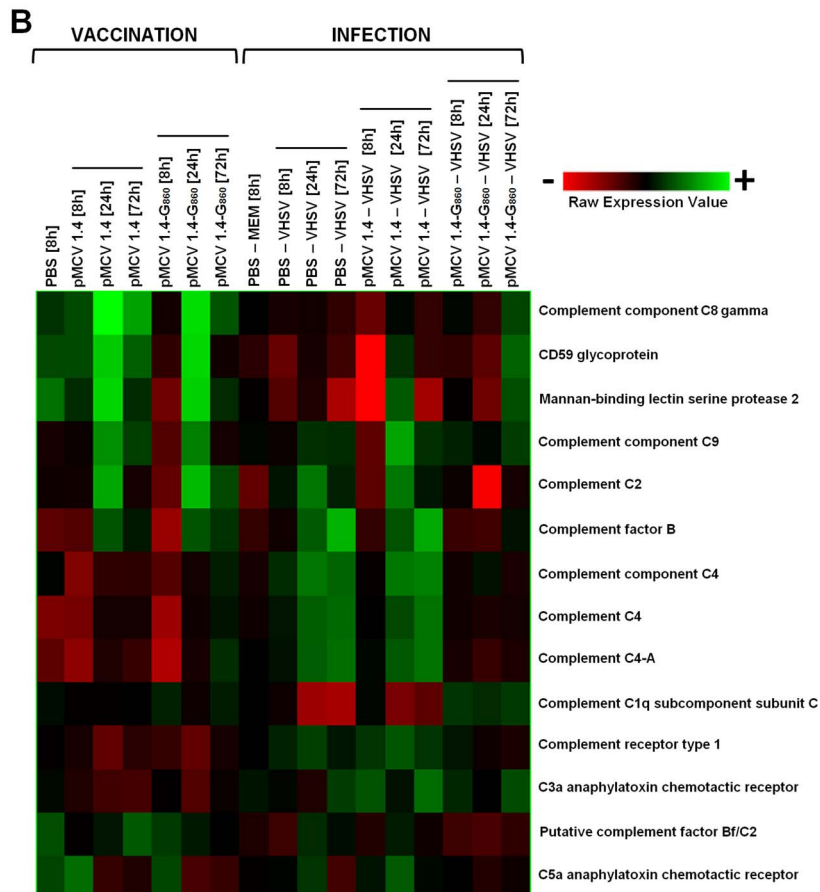 B
VACCINATION
INFECTION
PBS [8h]
pMCV 1.4 [8h]
pMCV 1.4 [24h]
pMCV 1.4 [72h]
pMCV 1.4-G860 [8h]
pMCV 1.4-G860 [24h]
pMCV 1.4-G860 [72h]
PBS – MEM [8h]
PBS – VHSV [8h]
PBS – VHSV [24h]
PBS – VHSV [72h]
pMCV 1.4 – VHSV [8h]
pMCV 1.4 – VHSV [24h]
pMCV 1.4 – VHSV [72h]
pMCV 1.4-G860 – VHSV [8h]
pMCV 1.4-G860 – VHSV [24h]
pMCV 1.4-G860 – VHSV [72h]
- +
Raw Expression Value
Complement component C8 gamma
CD59 glycoprotein
Mannan-binding lectin serine protease 2
Complement component C9
Complement C2
Complement factor B
Complement component C4
Complement C4
Complement C4-A
Complement C1q subcomponent subunit C
Complement receptor type 1
C3a anaphylatoxin chemotactic receptor
Putative complement factor Bf/C2
C5a anaphylatoxin chemotactic receptor